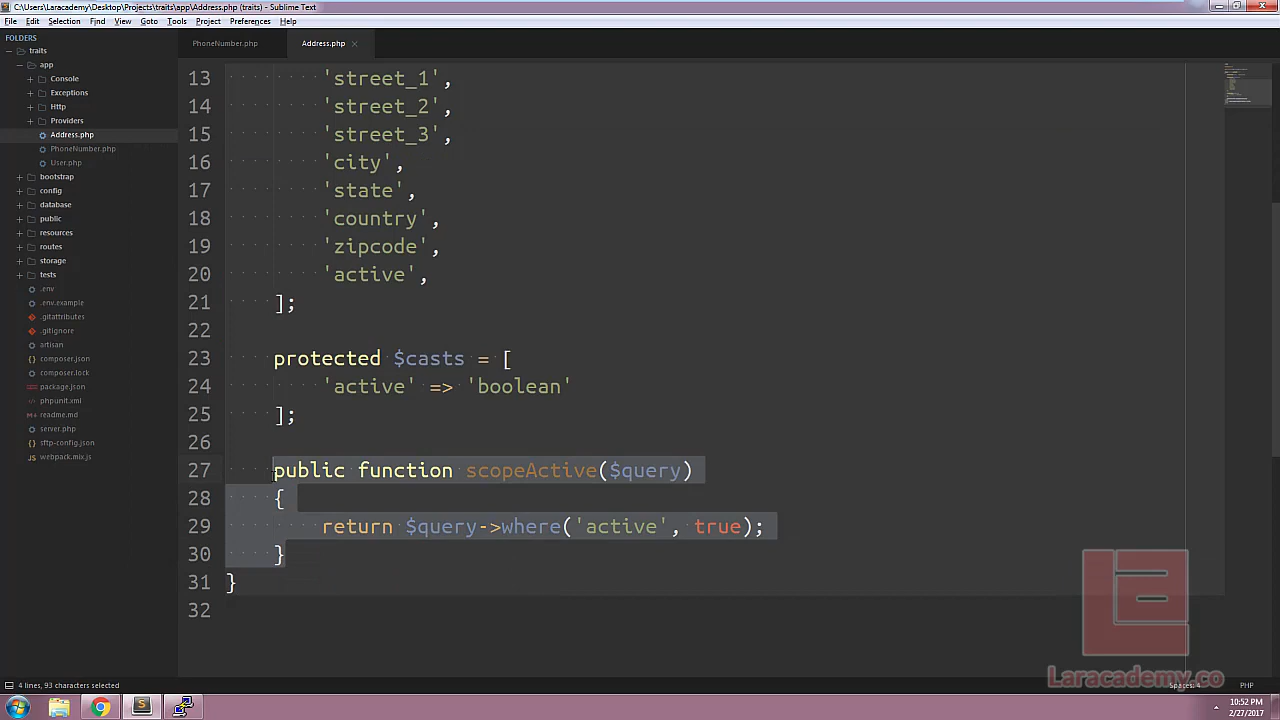 C:\Users\Laracademy\Desktop\Projects\traits\app\Address.php (traits) - Sublime Text
File Edit Selection Find View Goto Tools Project Preferences Help
FOLDERS
traits
app
Console
Exceptions
Http
Providers
Address.php
PhoneNumber.php
User.php
bootstrap
config
database
public
resources
routes
storage
tests
.env
.env.example
.gitattributes
.gitignore
artisan
composer.json
composer.lock
package.json
phpunit.xml
readme.md
server.php
sftp-config.json
webpack.mix.js
PhoneNumber.php Address.php
13 'street_1',
14 'street_2',
15 'street_3',
16 'city',
17 'state',
18 'country',
19 'zipcode',
20 'active',
21 ];
22
23 protected $casts = [
24 'active' => 'boolean'
25 ];
26
27 public function scopeActive($query)
28 {
29 return $query->where('active', true);
30 }
31 }
32
Laracademy.co
4 lines, 93 characters selected
Spaces: 4 PHP
10:52 PM
2/27/2017